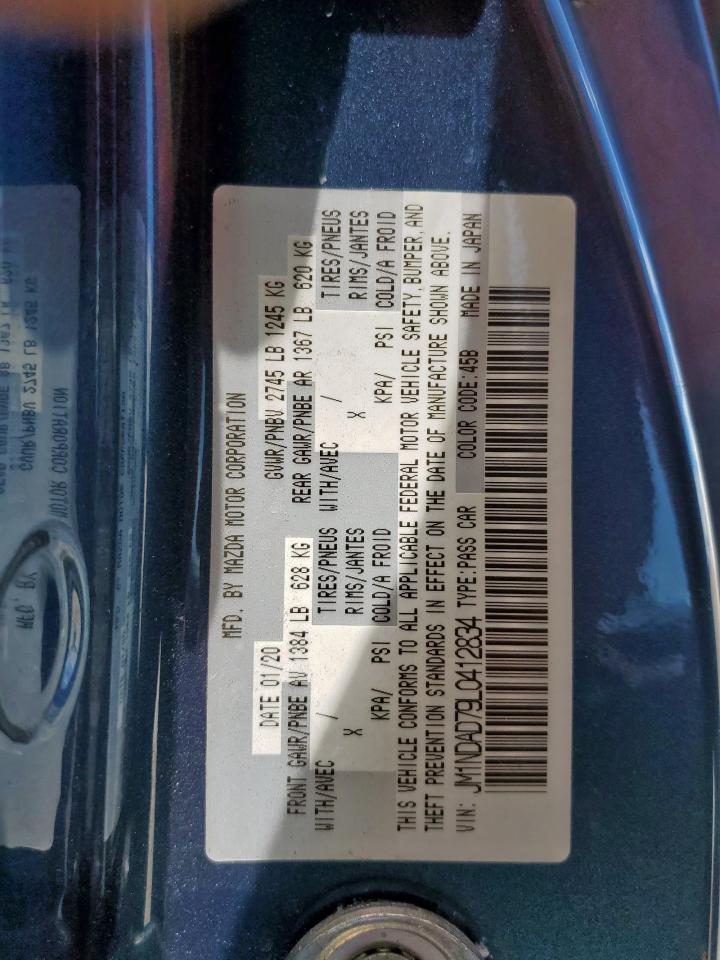 MFD. BY MAZDA MOTOR CORPORATION
DATE 01/20 GVWR/PNBV 2745 LB 1245 KG
FRONT GAWR/PNBE AV 1384 LB 628 KG REAR GAWR/PNBE AR 1367 LB 620 KG
WITH/AVEC / TIRES/PNEUS WITH/AVEC / TIRES/PNEUS
X RIMS/JANTES X RIMS/JANTES
KPA/ PSI COLD/A FROID KPA/ PSI COLD/A FROID
THIS VEHICLE CONFORMS TO ALL APPLICABLE FEDERAL MOTOR VEHICLE SAFETY, BUMPER, AND
THEFT PREVENTION STANDARDS IN EFFECT ON THE DATE OF MANUFACTURE SHOWN ABOVE.
VIN: JM1NDAD79L0412834 TYPE:PASS CAR COLOR CODE:45B MADE IN JAPAN